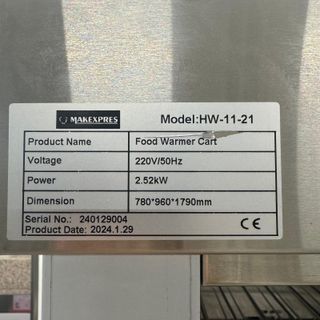 MAKEXPRES Model:HW-11-21
Product Name Food Warmer Cart
Voltage 220V/50Hz
Power 2.52kW
Dimension 780*960*1790mm
Serial No.: 240129004
Product Date: 2024.1.29 CE